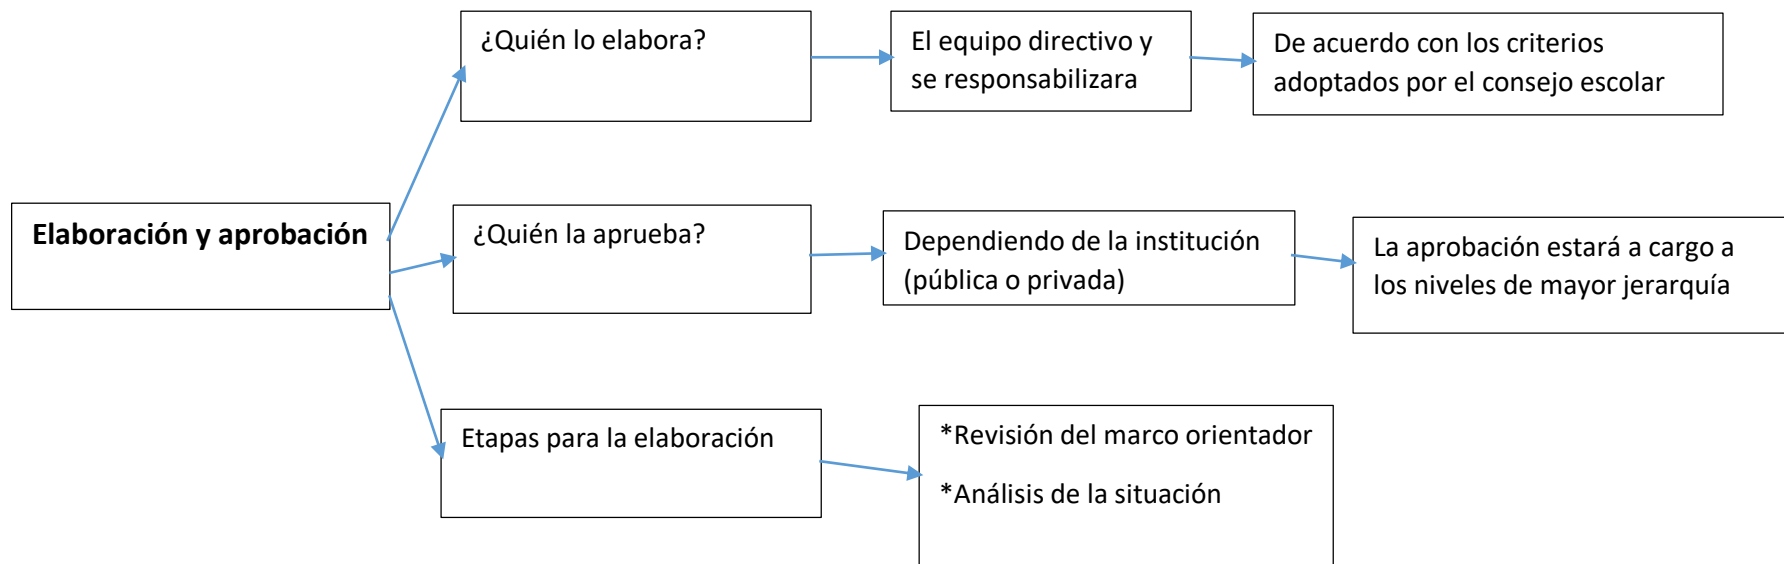 ¿Quién lo elabora?
El equipo directivo y
se responsabilizara
De acuerdo con los criterios
adoptados por el consejo escolar
Elaboración y aprobación
¿Quién la aprueba?
Dependiendo de la institución
(pública o privada)
La aprobación estará a cargo a
los niveles de mayor jerarquía
Etapas para la elaboración
*Revisión del marco orientador
*Análisis de la situación